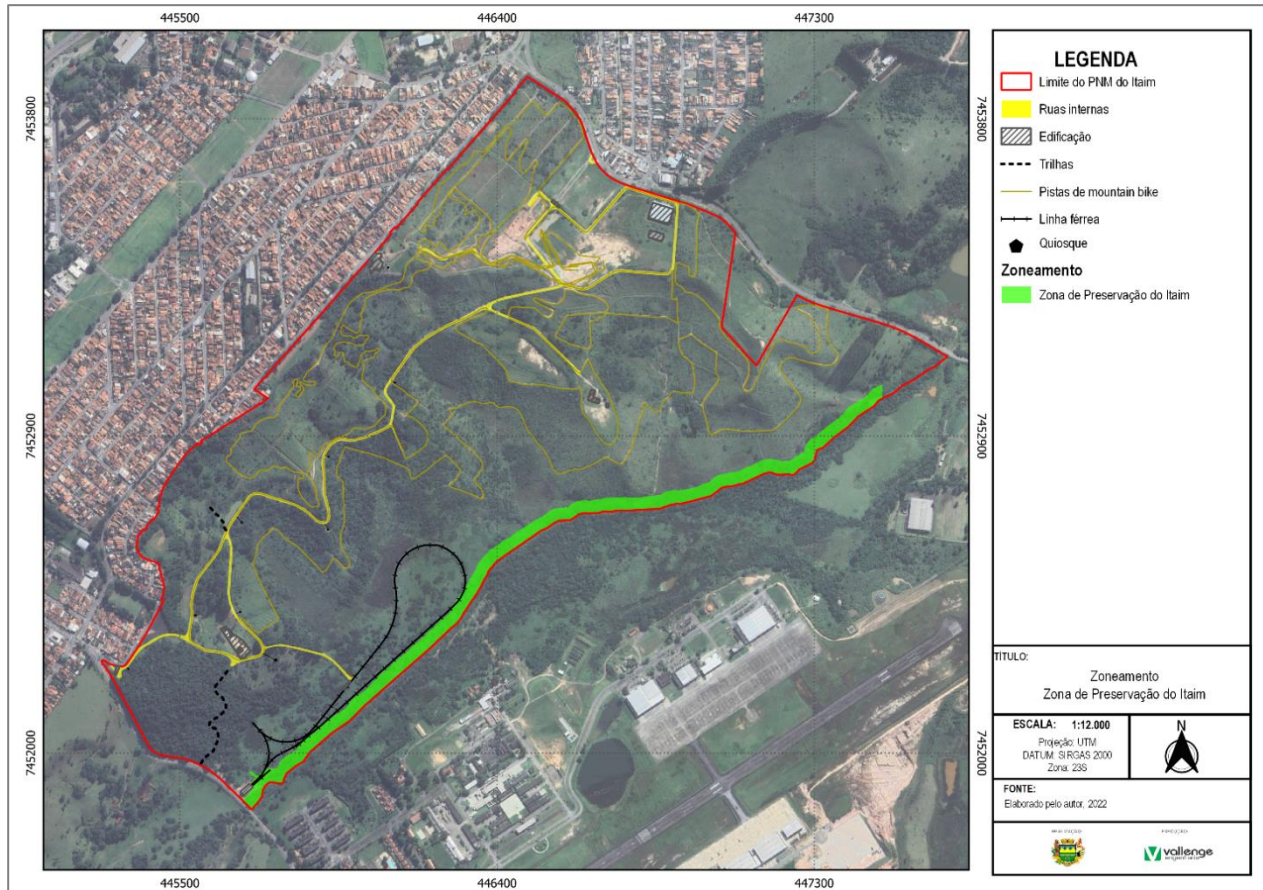 445500 446400 447300
7453800
7452900
7452000
7453800
7452900
7452000
445500 446400 447300
LEGENDA
Limite do PNM do Itaim
Ruas internas
Edificação
Trilhas
Pistas de mountain bike
Linha férrea
Quiosque
Zoneamento
Zona de Preservação do Itaim
TÍTULO:
Zoneamento
Zona de Preservação do Itaim
ESCALA: 1:12.000
Projeção: UTM
DATUM: SIRGAS 2000
Zona: 23S
N
FONTE:
Elaborado pelo autor, 2022
vallenge